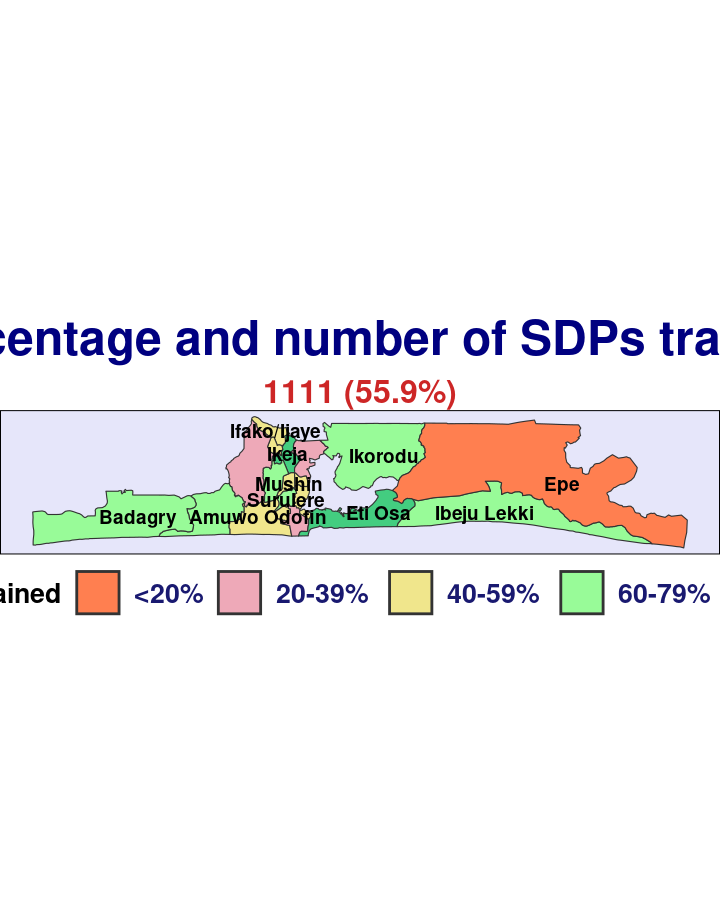 centage and number of SDPs tra
1111 (55.9%)
Ifako Ijaye
Ikeja
Ikorodu
Mushin
Epe
Surulere
Badagry
Amuwo Odofin
Eti Osa
Ibeju Lekki
ained <20% 20-39% 40-59% 60-79%